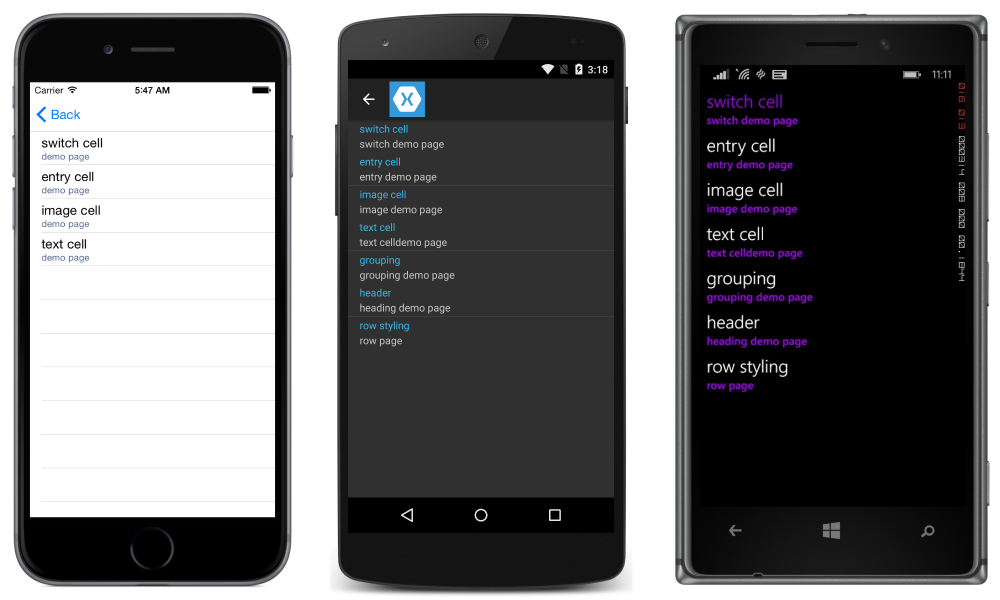 Carrier
5:47 AM
Back
switch cell
demo page
entry cell
demo page
image cell
demo page
text cell
demo page
3:18
switch cell
switch demo page
entry cell
entry demo page
image cell
image demo page
text cell
text celldemo page
grouping
grouping demo page
header
heading demo page
row styling
row page
11:11
switch cell
switch demo page
entry cell
entry demo page
image cell
image demo page
text cell
text celldemo page
grouping
grouping demo page
header
heading demo page
row styling
row page